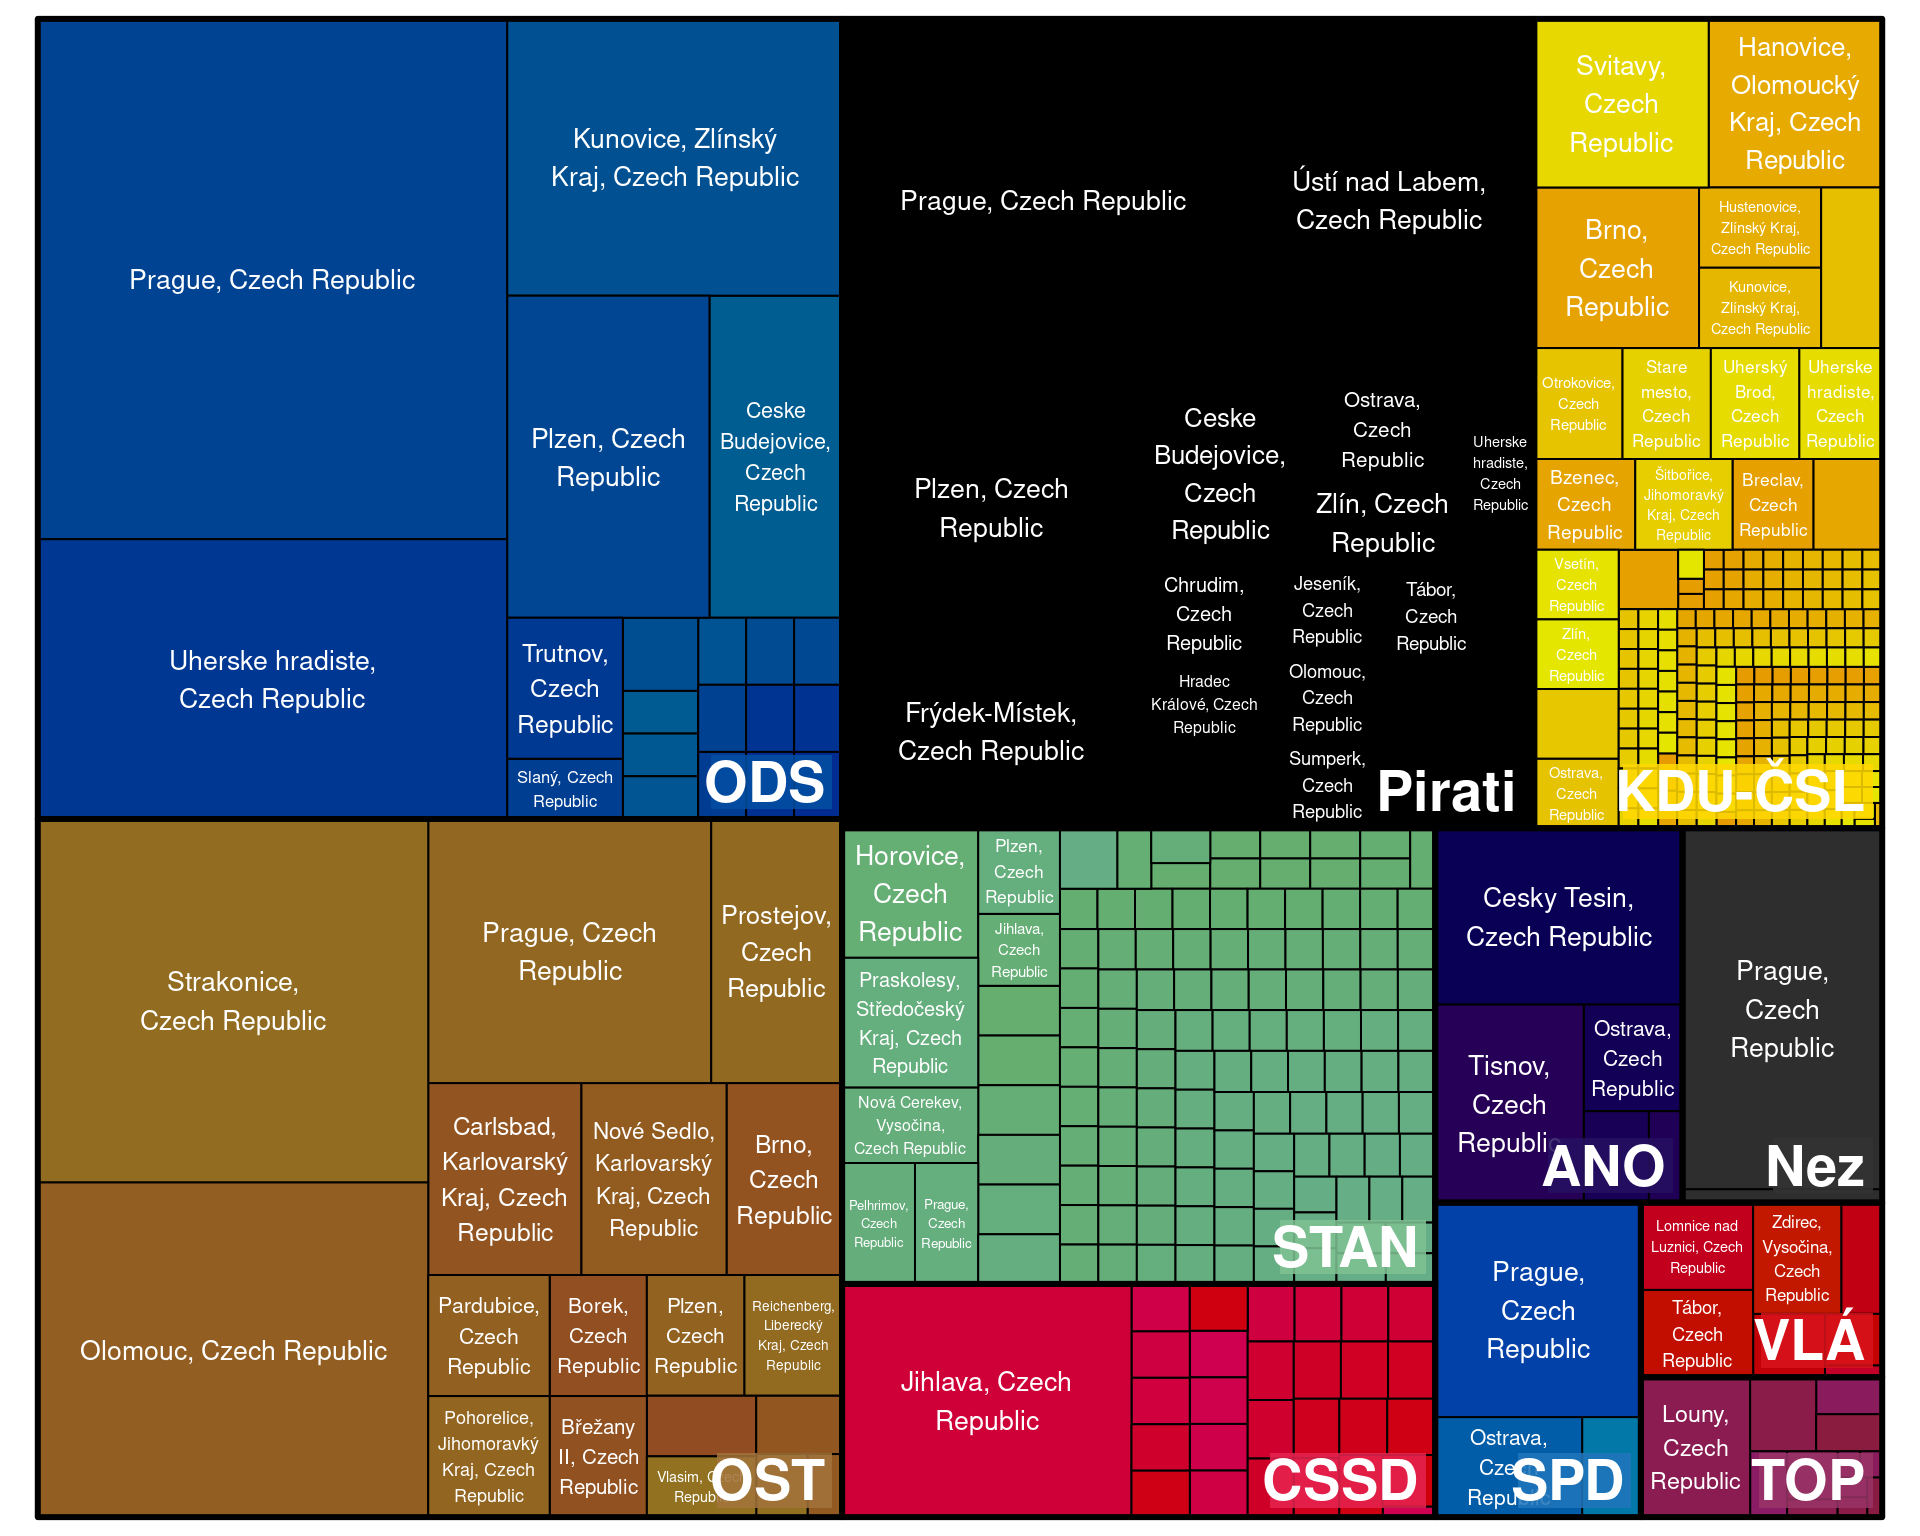 Prague, Czech Republic
Kunovice, Zlínský
Kraj, Czech Republic
Plzen, Czech
Republic
Ceske
Budejovice,
Czech
Republic
Uherske hradiste,
Czech Republic
Trutnov,
Czech
Republic
Slaný, Czech
Republic
ODS
Prague, Czech Republic
Ústí nad Labem,
Czech Republic
Plzen, Czech
Republic
Ceske
Budejovice,
Czech
Republic
Ostrava,
Czech
Republic
Uherske
hradiste,
Czech
Republic
Zlín, Czech
Republic
Frýdek-Místek,
Czech Republic
Chrudim,
Czech
Republic
Jeseník,
Czech
Republic
Tábor,
Czech
Republic
Hradec
Králové, Czech
Republic
Olomouc,
Czech
Republic
Sumperk,
Czech
Republic
Pirati
Svitavy,
Czech
Republic
Hanovice,
Olomoucký
Kraj, Czech
Republic
Brno,
Czech
Republic
Hustenovice,
Zlínský Kraj,
Czech Republic
Kunovice,
Zlínský Kraj,
Czech Republic
Otrokovice,
Czech
Republic
Stare
mesto,
Czech
Republic
Uherský
Brod,
Czech
Republic
Uherske
hradiste,
Czech
Republic
Bzenec,
Czech
Republic
Šitbořice,
Jihomoravký
Kraj, Czech
Republic
Breclav,
Czech
Republic
Vsetín,
Czech
Republic
Zlín,
Czech
Republic
Ostrava,
Czech
Republic
KDU-ČSL
Strakonice,
Czech Republic
Prague, Czech
Republic
Prostejov,
Czech
Republic
Olomouc, Czech Republic
Carlsbad,
Karlovarský
Kraj, Czech
Republic
Nové Sedlo,
Karlovarský
Kraj, Czech
Republic
Brno,
Czech
Republic
Pardubice,
Czech
Republic
Borek,
Czech
Republic
Plzen,
Czech
Republic
Reichenberg,
Liberecký
Kraj, Czech
Republic
Pohorelice,
Jihomoravký
Kraj, Czech
Republic
Břežany
II, Czech
Republic
Vlasim, Czech
Republic
OST
Horovice,
Czech
Republic
Plzen,
Czech
Republic
Jihlava,
Czech
Republic
Praskolesy,
Středočeský
Kraj, Czech
Republic
Nová Cerekev,
Vysočina,
Czech Republic
Pelhrimov,
Czech
Republic
Prague,
Czech
Republic
STAN
Jihlava, Czech
Republic
CSSD
Cesky Tesin,
Czech Republic
Tisnov,
Czech
Republic
Ostrava,
Czech
Republic
ANO
Prague,
Czech
Republic
Nez
Prague,
Czech
Republic
Ostrava,
Czech
Republic
SPD
Lomnice nad
Luznici, Czech
Republic
Zdirec,
Vysočina,
Czech
Republic
Tábor,
Czech
Republic
VLÁ
Louny,
Czech
Republic
TOP